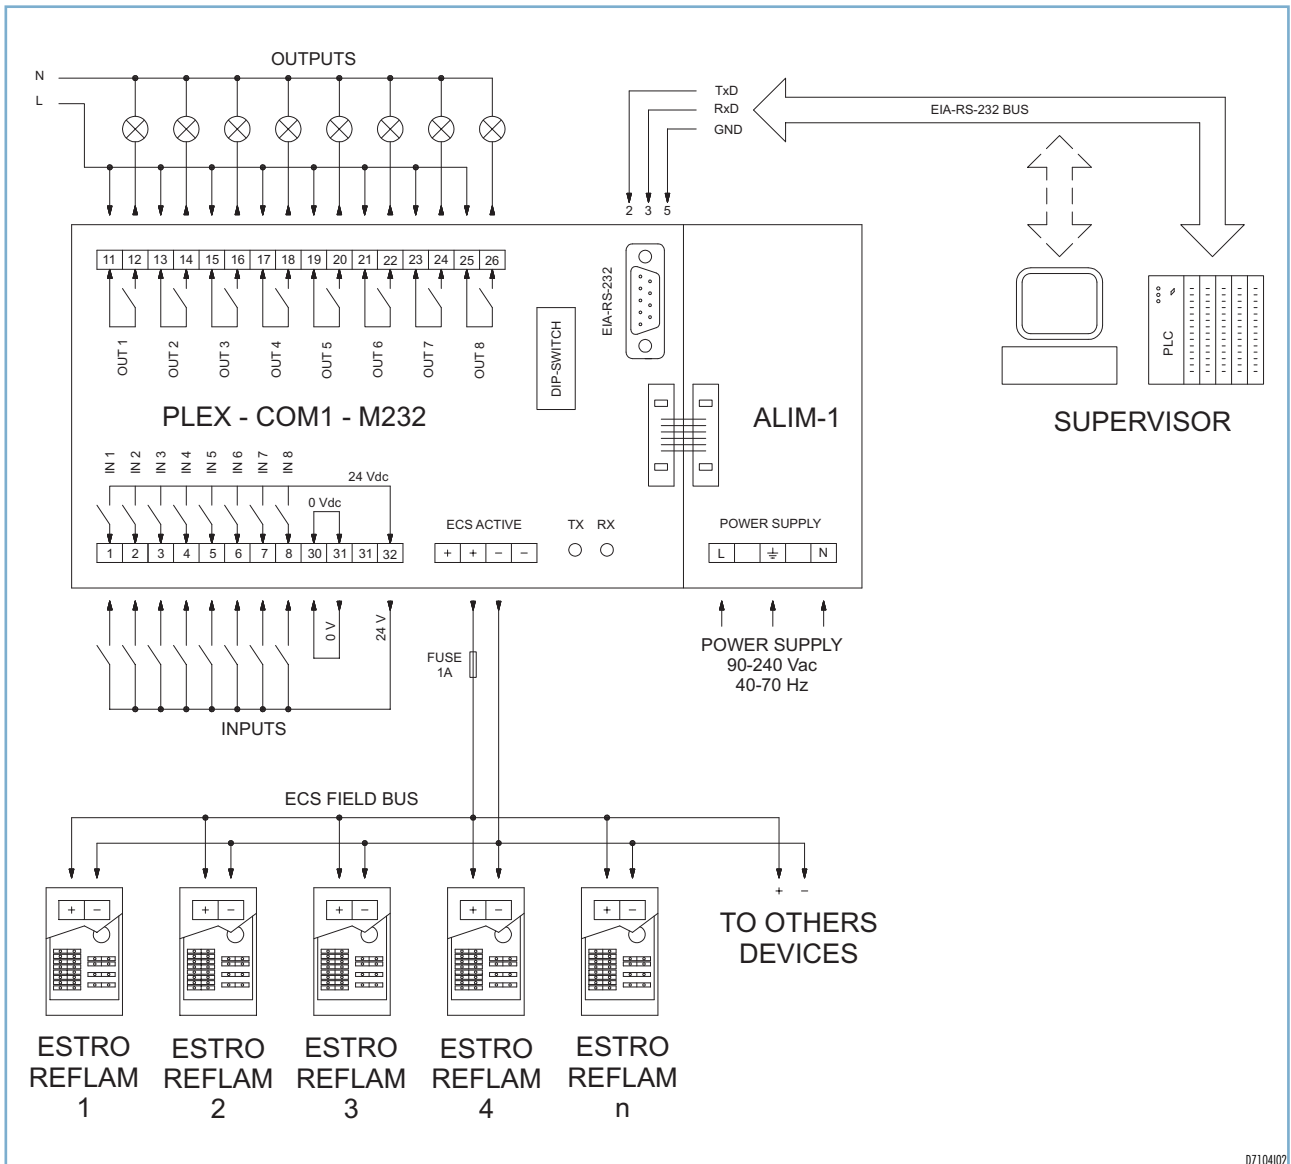 OUTPUTS
N
L
TxD
RxD
GND
EIA-RS-232 BUS
2 3 5
11 12 13 14 15 16 17 18 19 20 21 22 23 24 25 26
EIA-RS-232
OUT 1
OUT 2
OUT 3
OUT 4
OUT 5
OUT 6
OUT 7
OUT 8
DIP-SWITCH
PLC
PLEX - COM1 - M232
ALIM-1
SUPERVISOR
IN 1
IN 2
IN 3
IN 4
IN 5
IN 6
IN 7
IN 8
24 Vdc
0 Vdc
ECS ACTIVE
TX RX
POWER SUPPLY
1 2 3 4 5 6 7 8 30 31 31 32
+ + − −
L N
0 V
24 V
FUSE
1A
POWER SUPPLY
90-240 Vac
40-70 Hz
INPUTS
ECS FIELD BUS
+ −
+ −
+ −
+ −
+ −
+ −
TO OTHERS
DEVICES
ESTRO
REFLAM
1
ESTRO
REFLAM
2
ESTRO
REFLAM
3
ESTRO
REFLAM
4
ESTRO
REFLAM
n
D7104I02